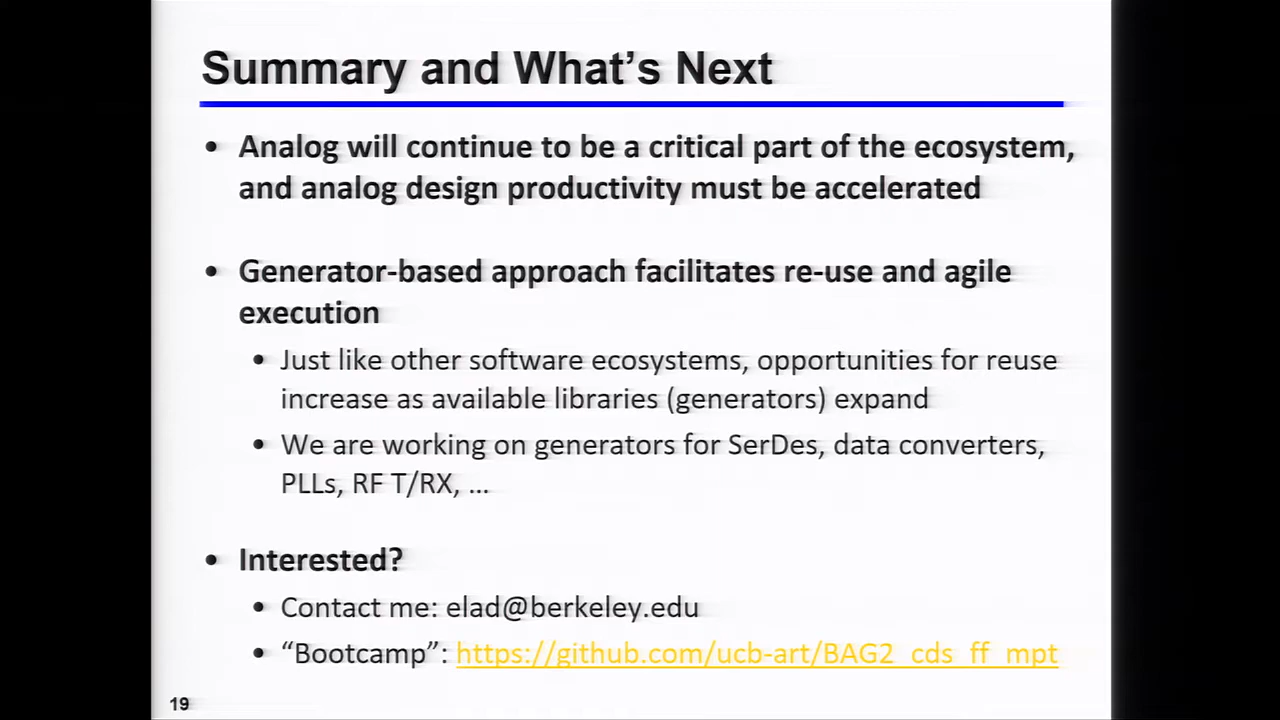 Summary and What's Next
• Analog will continue to be a critical part of the ecosystem,
and analog design productivity must be accelerated
• Generator-based approach facilitates re-use and agile
execution
• Just like other software ecosystems, opportunities for reuse
increase as available libraries (generators) expand
• We are working on generators for SerDes, data converters,
PLLs, RF T/RX, ...
• Interested?
• Contact me: elad@berkeley.edu
• “Bootcamp”: https://github.com/ucb-art/BAG2_cds_ff_mpt
19